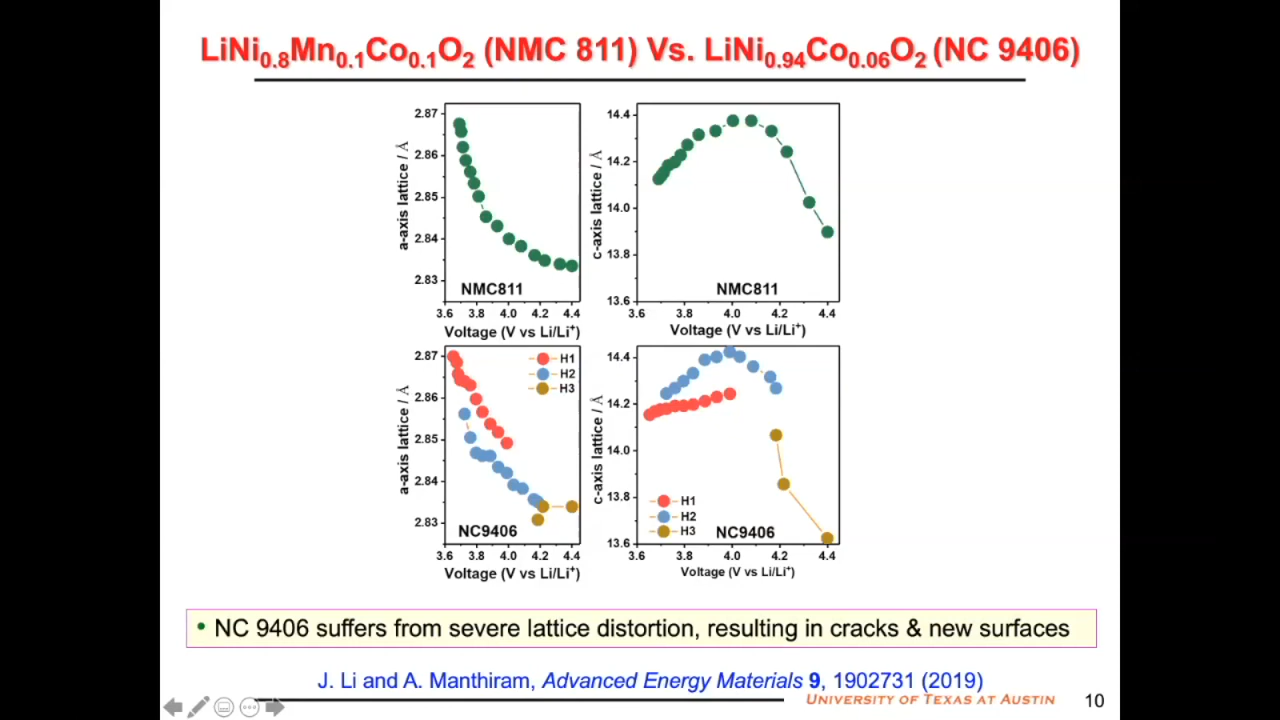 LiNi0.8Mn0.1Co0.1O2 (NMC 811) Vs. LiNi0.94Co0.06O2 (NC 9406)
a-axis lattice / Å
2.87
2.86
2.85
2.84
2.83
NMC811
3.6 3.8 4.0 4.2 4.4
Voltage (V vs Li/Li+)
c-axis lattice / Å
14.4
14.2
14.0
13.8
13.6
NMC811
3.6 3.8 4.0 4.2 4.4
Voltage (V vs Li/Li+)
a-axis lattice / Å
2.87
2.86
2.85
2.84
2.83
H1
H2
H3
NC9406
3.6 3.8 4.0 4.2 4.4
Voltage (V vs Li/Li+)
c-axis lattice / Å
14.4
14.2
14.0
13.8
13.6
H1
H2
H3
NC9406
3.6 3.8 4.0 4.2 4.4
Voltage (V vs Li/Li+)
• NC 9406 suffers from severe lattice distortion, resulting in cracks & new surfaces
J. Li and A. Manthiram, Advanced Energy Materials 9, 1902731 (2019)
UNIVERSITY OF TEXAS AT AUSTIN
10